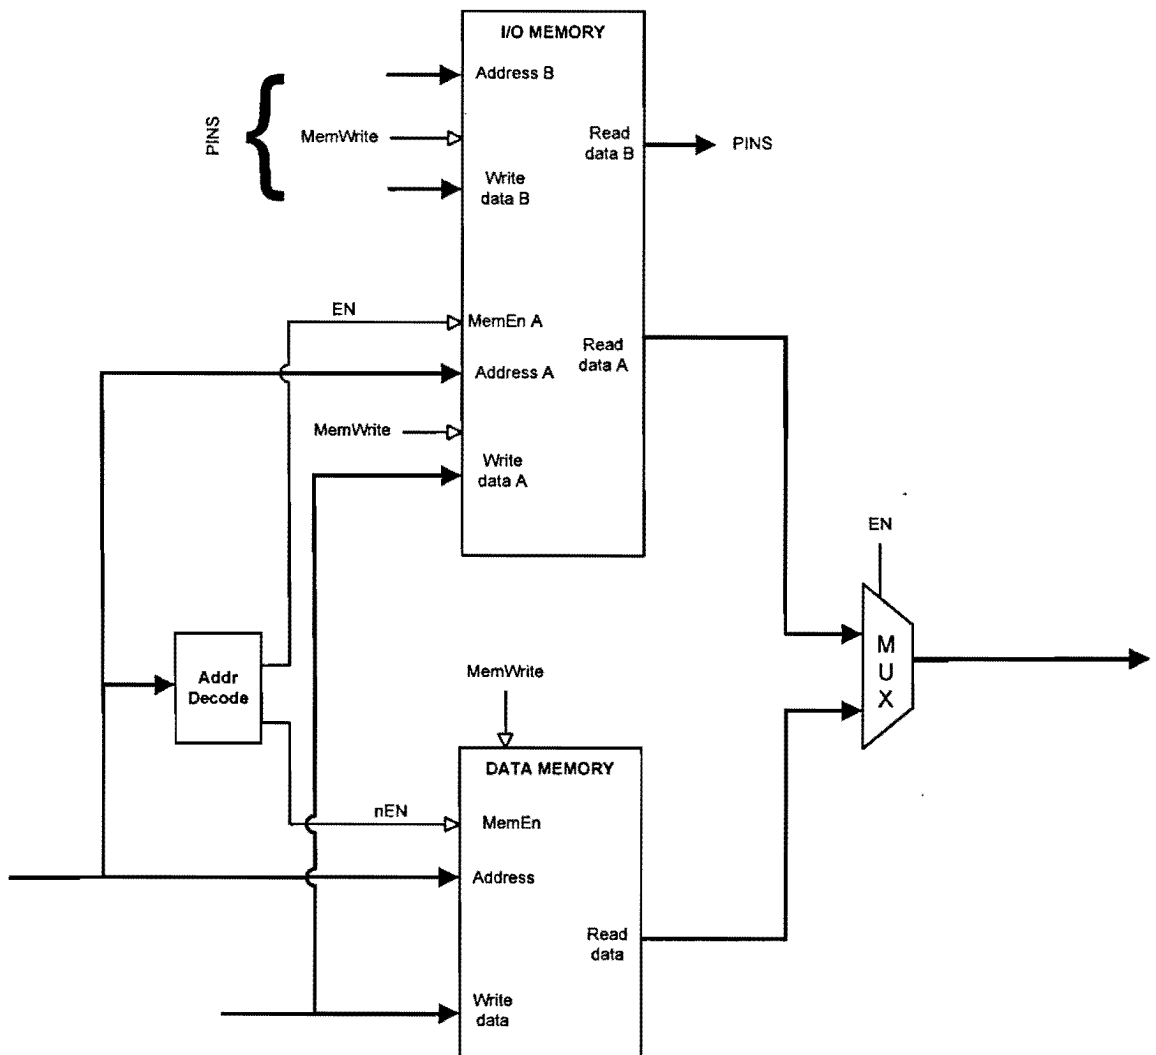 I/O MEMORY
Address B
PINS
MemWrite
Read
data B
PINS
Write
data B
EN
MemEn A
Read
data A
Address A
MemWrite
Write
data A
EN
Addr
Decode
MUX
MemWrite
DATA MEMORY
nEN
MemEn
Address
Read
data
Write
data